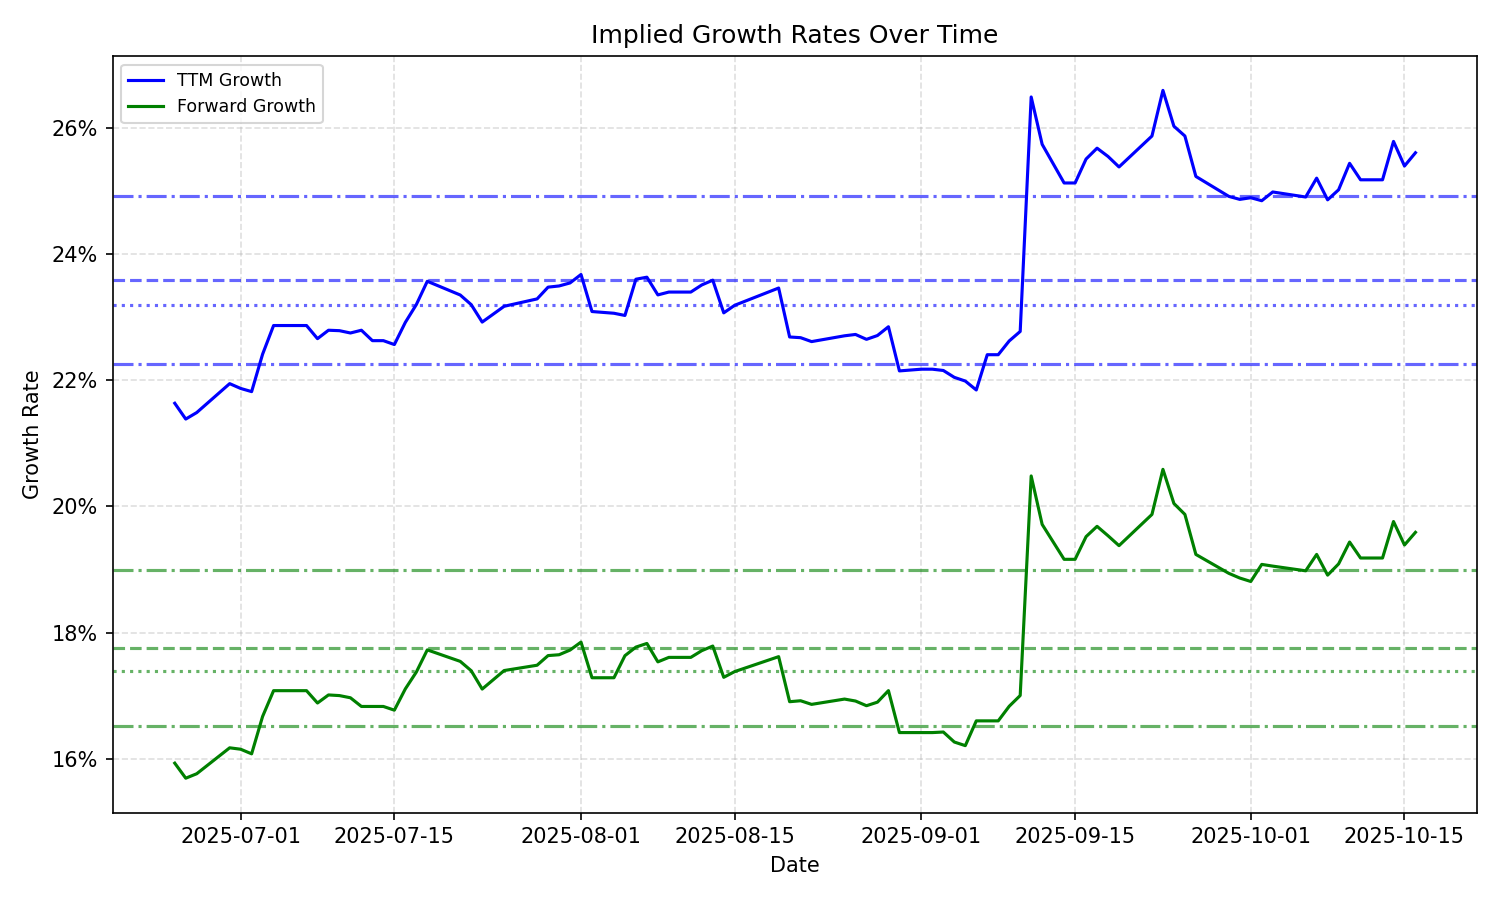 Implied Growth Rates Over Time
TTM Growth
Forward Growth
26%
24%
22%
20%
18%
16%
Growth Rate
2025-07-01 2025-07-15 2025-08-01 2025-08-15 2025-09-01 2025-09-15 2025-10-01 2025-10-15
Date